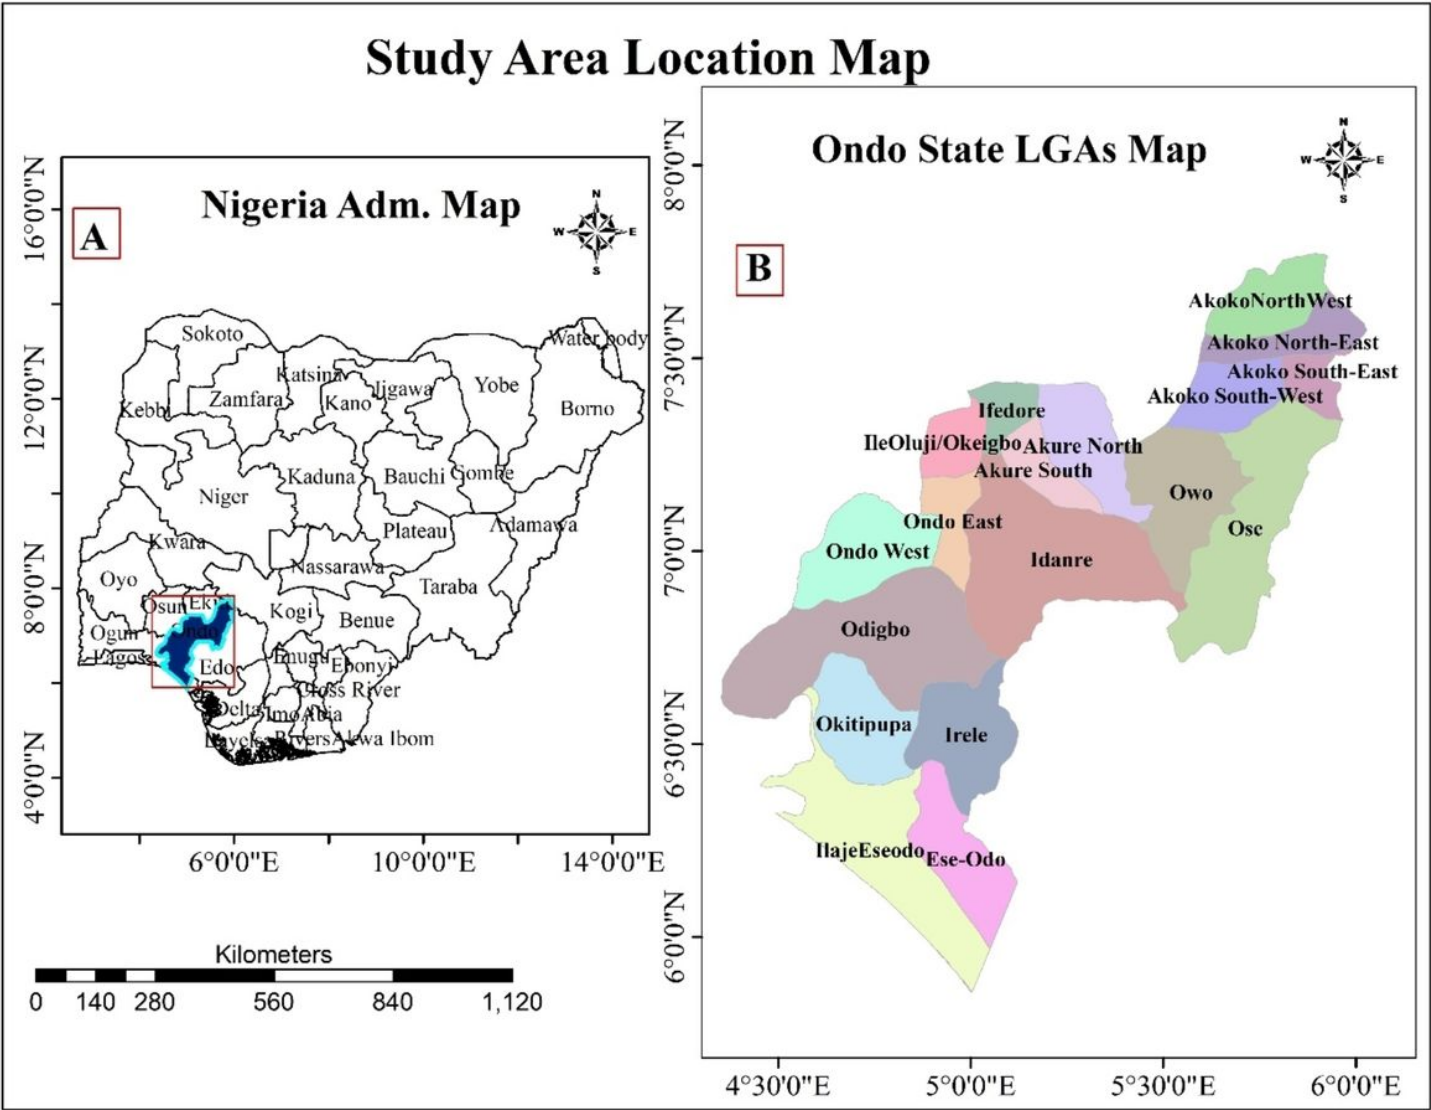 Study Area Location Map
Nigeria Adm. Map
A
N
W E
S
16°0'0"N
12°0'0"N
8°0'0"N
4°0'0"N
Sokoto
Water body
Katsina
Jigawa
Yobe
Zamfara
Kano
Kebbi
Borno
Kaduna
Bauchi
Gombe
Niger
Plateau
Adamawa
Kwara
Nassarawa
Oyo
Taraba
Osun
Eki
Kogi
Benue
Ogun
Ondo
Lagos
Edo
Enugu
Ebonyi
Cross River
Delta
Imo
Abia
Bayelsa
Rivers
Akwa Ibom
6°0'0"E
10°0'0"E
14°0'0"E
Kilometers
0 140 280 560 840 1,120
Ondo State LGAs Map
B
N
W E
S
8°0'0"N
7°30'0"N
7°0'0"N
6°30'0"N
6°0'0"N
AkokoNorthWest
Akoko North-East
Akoko South-East
Akoko South-West
Ifedore
IleOluji/Okeigbo
Akure North
Akure South
Owo
Ondo East
Ose
Ondo West
Idanre
Odigbo
Okitipupa
Irele
IlajeEseodo
Ese-Odo
4°30'0"E
5°0'0"E
5°30'0"E
6°0'0"E